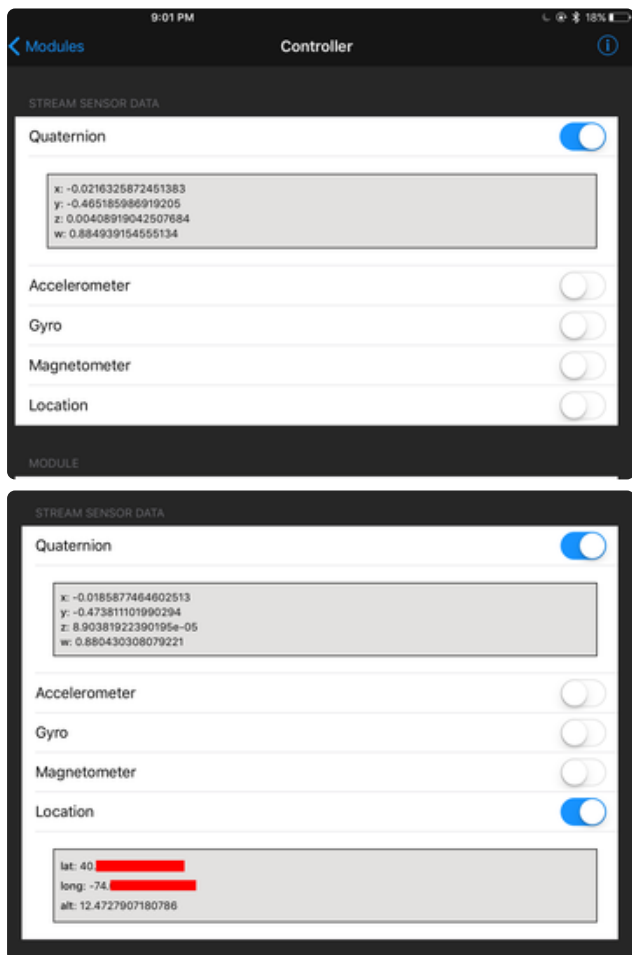 9:01 PM 18%
Modules Controller
STREAM SENSOR DATA
Quaternion
x: -0.0216325872451383
y: -0.465185986919205
z: 0.00408919042507684
w: 0.884939154555134
Accelerometer
Gyro
Magnetometer
Location
MODULE
STREAM SENSOR DATA
Quaternion
x: -0.0185877464602513
y: -0.473811101990294
z: 8.90381922390195e-05
w: 0.880430308079221
Accelerometer
Gyro
Magnetometer
Location
lat: 40.
long: -74.
alt: 12.4727907180786